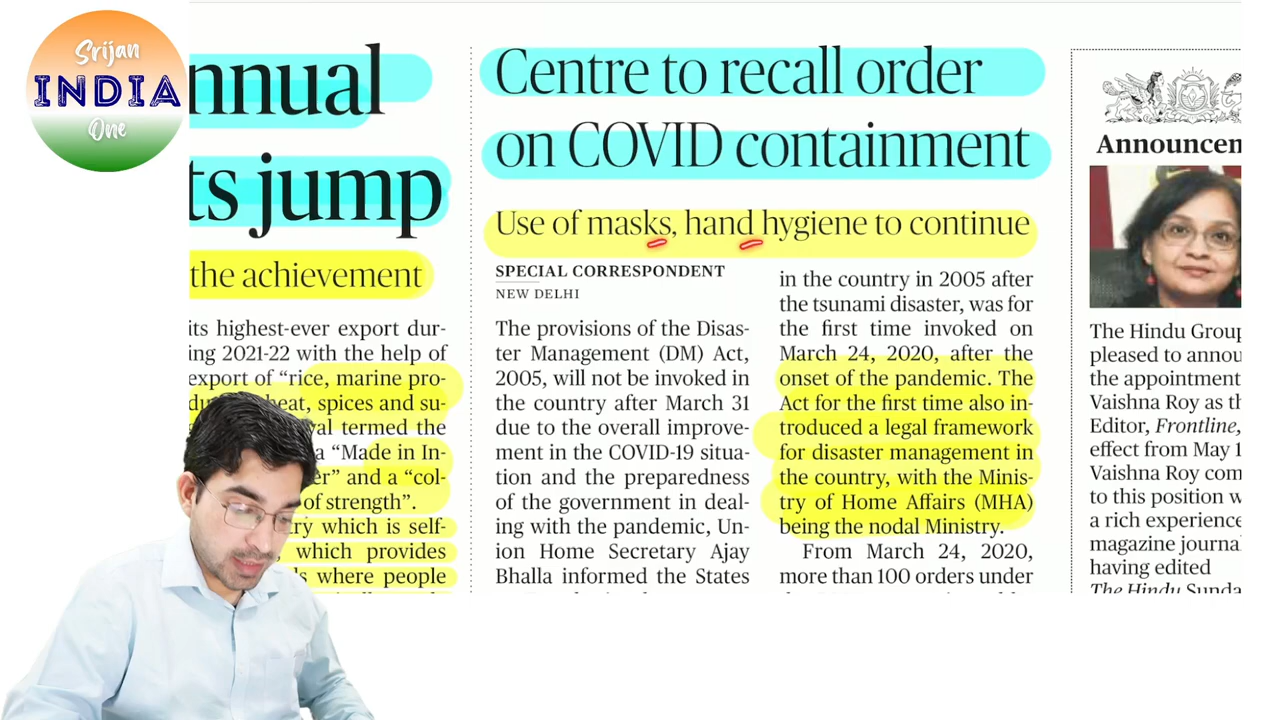 Srijan
INDIA
One
nnual
ts jump
the achievement
its highest-ever export dur-
ing 2021-22 with the help of
export of “rice, marine pro-
heat, spices and su-
termed the
a “Made in In-
and a “col-
of strength”.
which is self-
which provides
where people
Centre to recall order
on COVID containment
Use of masks, hand hygiene to continue
SPECIAL CORRESPONDENT
NEW DELHI
The provisions of the Disas-
ter Management (DM) Act,
2005, will not be invoked in
the country after March 31
due to the overall improve-
ment in the COVID-19 situa-
tion and the preparedness
of the government in deal-
ing with the pandemic, Un-
ion Home Secretary Ajay
Bhalla informed the States
in the country in 2005 after
the tsunami disaster, was for
the first time invoked on
March 24, 2020, after the
onset of the pandemic. The
Act for the first time also in-
troduced a legal framework
for disaster management in
the country, with the Minis-
try of Home Affairs (MHA)
being the nodal Ministry.
From March 24, 2020,
more than 100 orders under
Announcen
The Hindu Group
pleased to annou
the appointment
Vaishna Roy as th
Editor, Frontline,
effect from May 1
Vaishna Roy com
to this position w
a rich experience
magazine journal
having edited
The Hindu Sunda